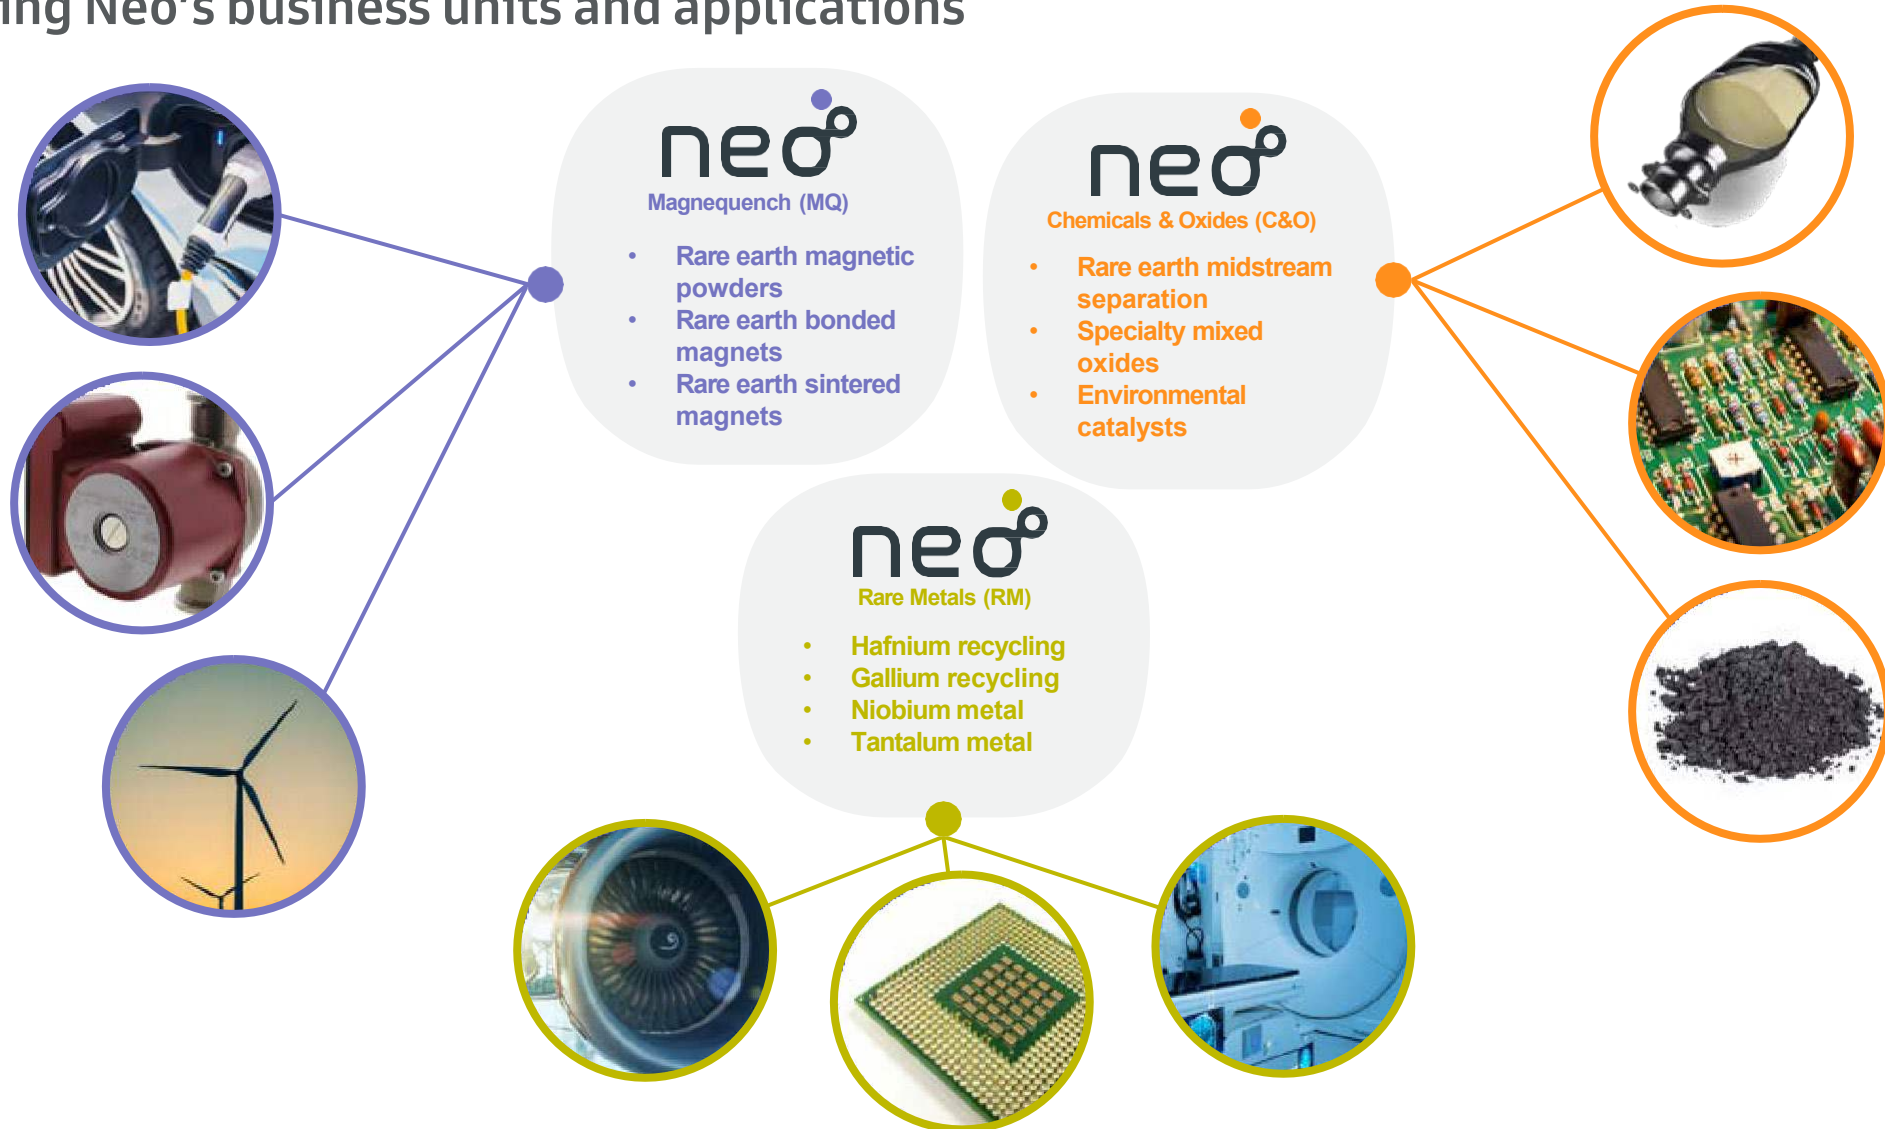 ing Neo's business units and applications
neo
Magnequench (MQ)
• Rare earth magnetic
powders
• Rare earth bonded
magnets
• Rare earth sintered
magnets
neo
Chemicals & Oxides (C&O)
• Rare earth midstream
separation
• Specialty mixed
oxides
• Environmental
catalysts
neo
Rare Metals (RM)
• Hafnium recycling
• Gallium recycling
• Niobium metal
• Tantalum metal